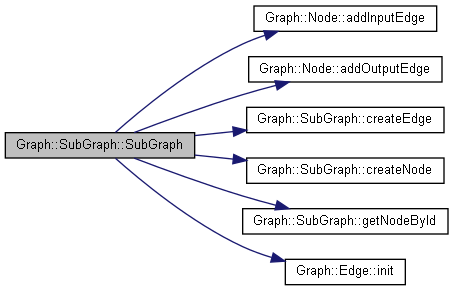 Graph::Node::addInputEdge
Graph::Node::addOutputEdge
Graph::SubGraph::createEdge
Graph::SubGraph::SubGraph
Graph::SubGraph::createNode
Graph::SubGraph::getNodeById
Graph::Edge::init